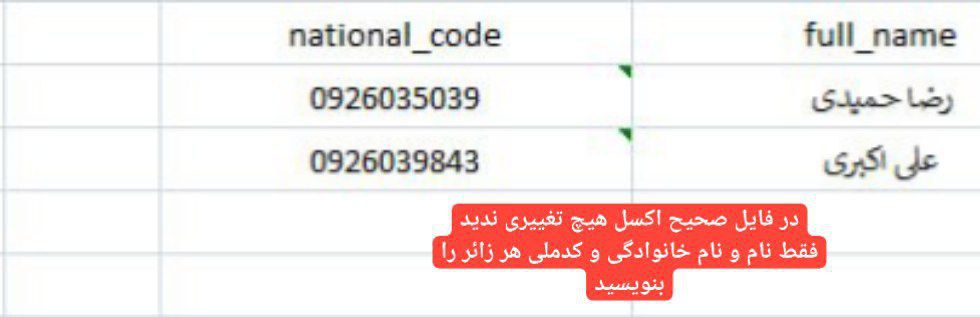 full_name national_code
رضا حمیدی 0926035039
علی اکبری 0926039843
در فایل صحیح اکسل هیچ تغییری ندید
فقط نام و نام خانوادگی و کدملی هر زائر را
بنویسید